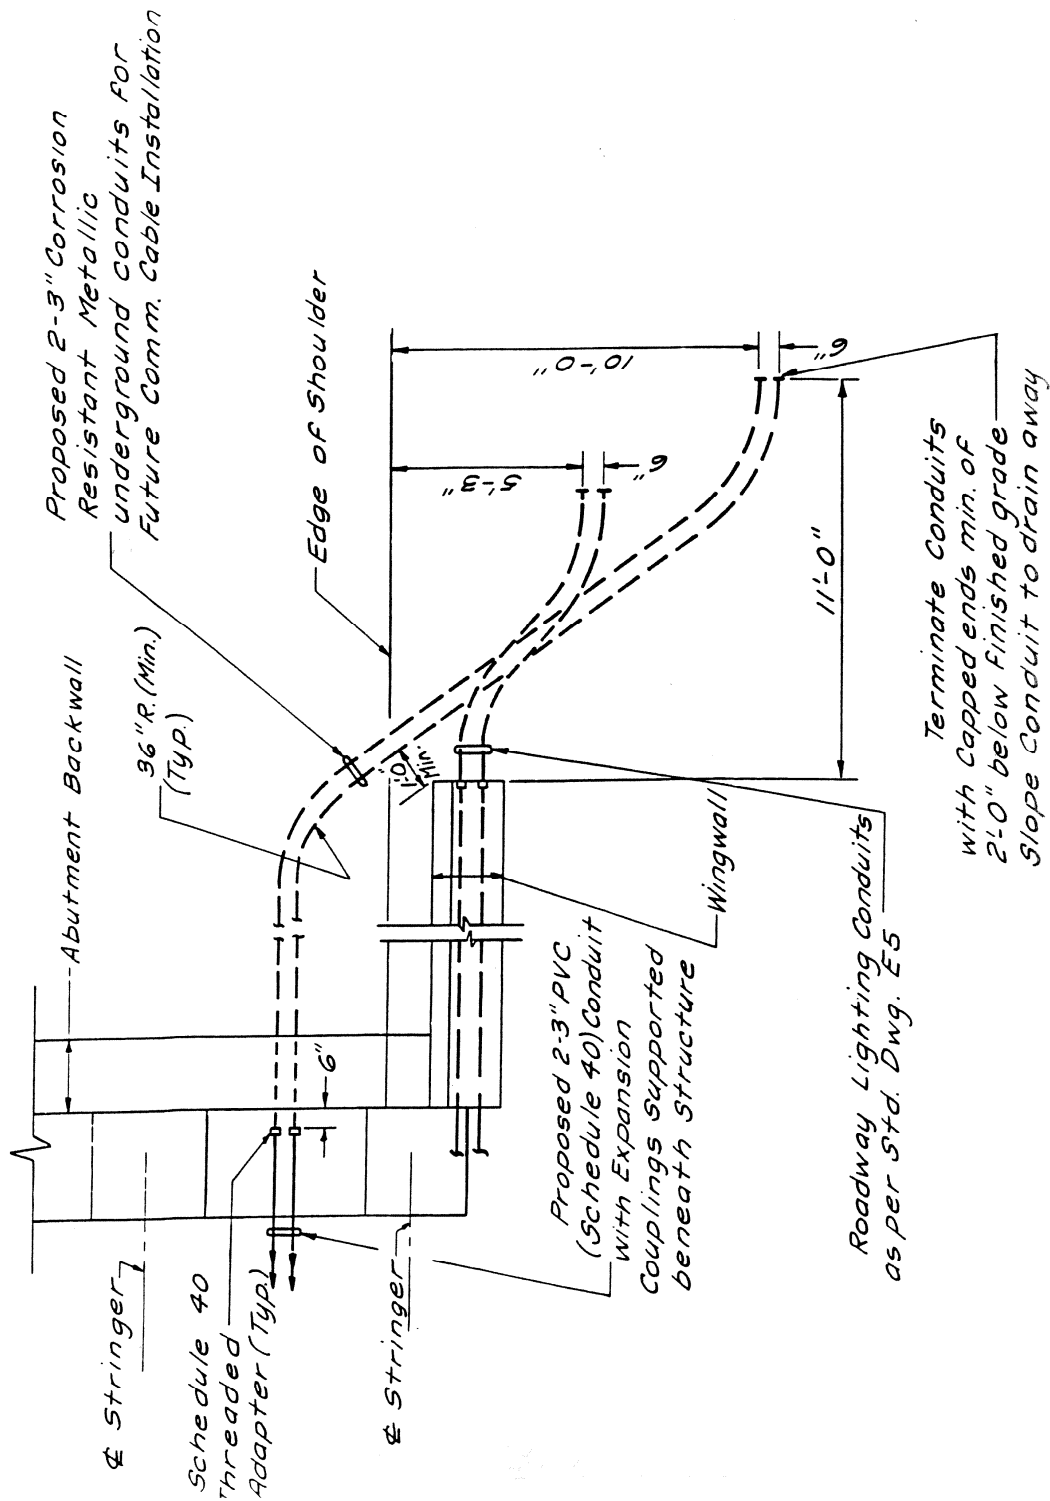 Proposed 2-3" Corrosion
Resistant Metallic
underground conduits for
Future Comm. Cable Installation
Abutment Backwall
36" R. (Min.)
(Typ.)
Edge of Shoulder
10'-0"
6"
5'-3"
6"
1'-0"
Min.
11'-0"
6"
℄ Stringer
Schedule 40
Threaded
Adapter (Typ.)
℄ Stringer
Proposed 2-3" PVC
(Schedule 40) Conduit
with Expansion
Couplings Supported
beneath Structure
Wingwall
Roadway Lighting Conduits
as per Std. Dwg. E5
Terminate Conduits
with Capped ends min. of
2'-0" below finished grade
Slope Conduit to drain away